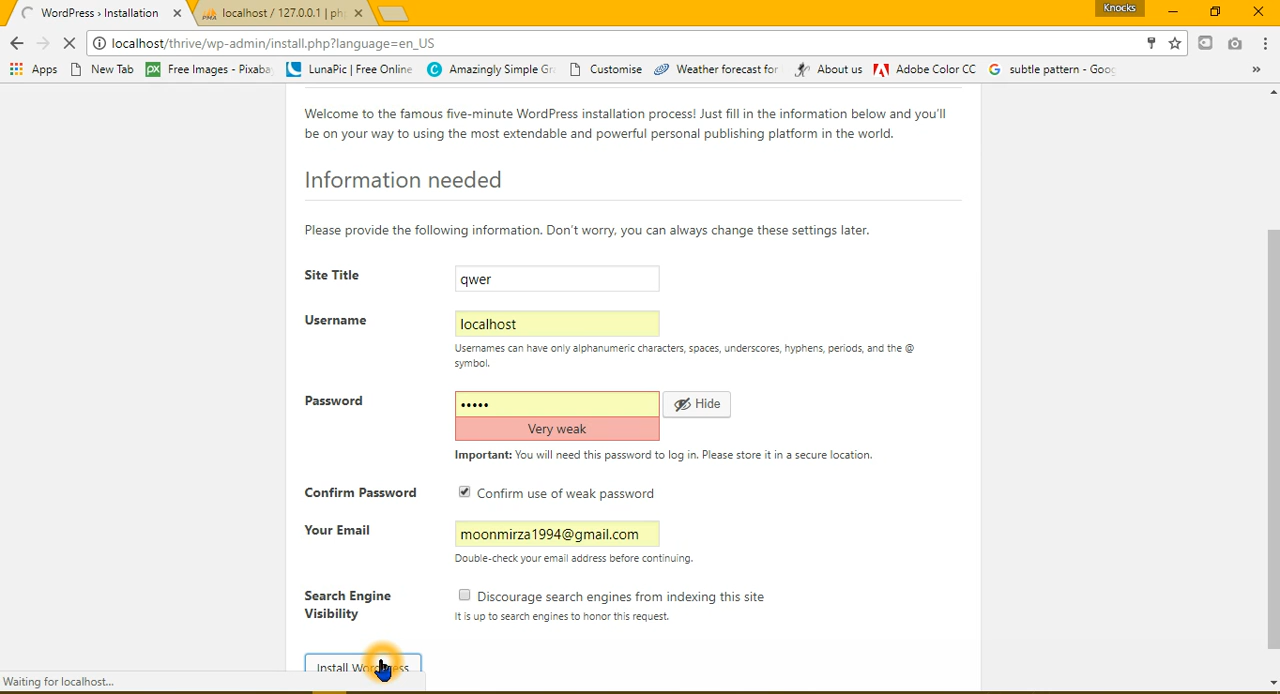 WordPress › Installation
localhost / 127.0.0.1 | ph
Knocks
localhost/thrive/wp-admin/install.php?language=en_US
Apps
New Tab
Free Images - Pixaba
LunaPic | Free Online
Amazingly Simple Gr
Customise
Weather forecast for
About us
Adobe Color CC
subtle pattern - Goog
Welcome to the famous five-minute WordPress installation process! Just fill in the information below and you'll
be on your way to using the most extendable and powerful personal publishing platform in the world.
Information needed
Please provide the following information. Don't worry, you can always change these settings later.
Site Title
qwer
Username
localhost
Usernames can have only alphanumeric characters, spaces, underscores, hyphens, periods, and the @
symbol.
Password
•••••
Hide
Very weak
Important: You will need this password to log in. Please store it in a secure location.
Confirm Password
Confirm use of weak password
Your Email
moonmirza1994@gmail.com
Double-check your email address before continuing.
Search Engine
Visibility
Discourage search engines from indexing this site
It is up to search engines to honor this request.
Install WordPress
Waiting for localhost...